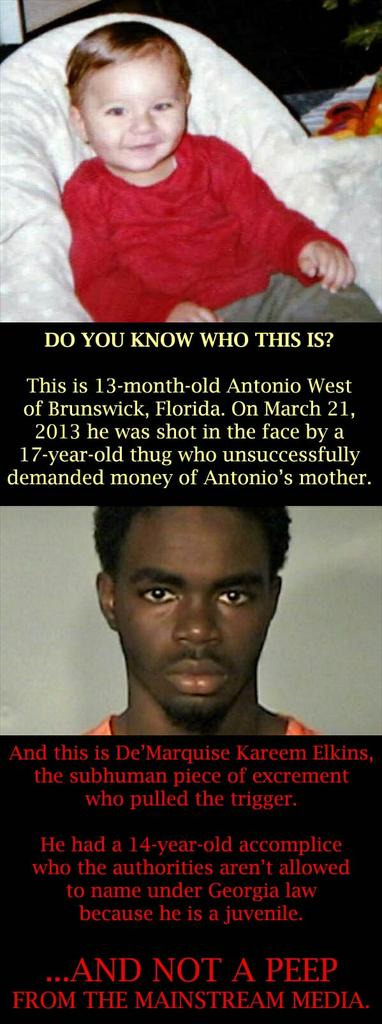 DO YOU KNOW WHO THIS IS?
This is 13-month-old Antonio West
of Brunswick, Florida. On March 21,
2013 he was shot in the face by a
17-year-old thug who unsuccessfully
demanded money of Antonio's mother.
And this is De'Marquise Kareem Elkins,
the subhuman piece of excrement
who pulled the trigger.
He had a 14-year-old accomplice
who the authorities aren't allowed
to name under Georgia law
because he is a juvenile.
...AND NOT A PEEP
FROM THE MAINSTREAM MEDIA.